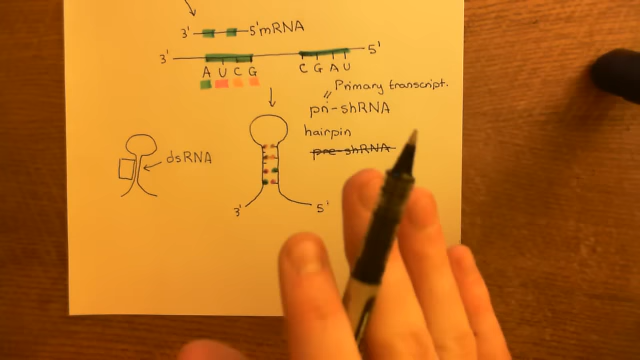 3' 5' mRNA
3' 5'
A U C G C G A U
Primary transcript.
pri-shRNA
hairpin
pre-shRNA
dsRNA
3' 5'